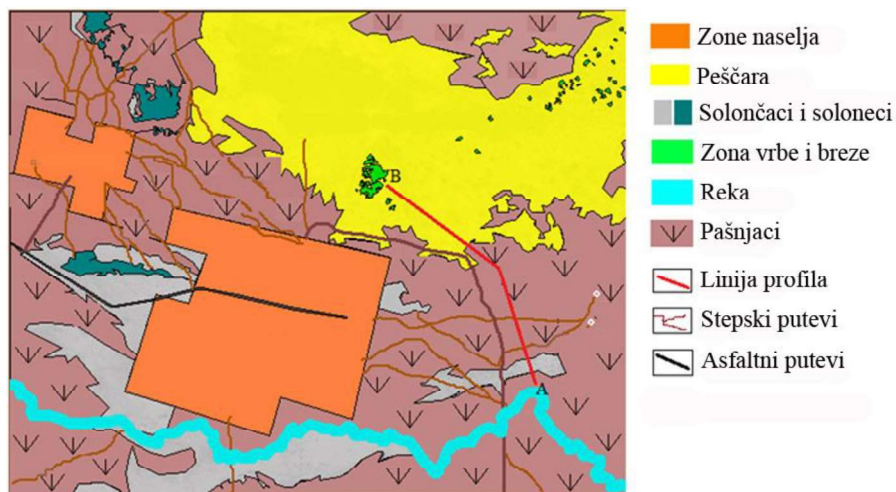 B
A
Zone naselja
Peščara
Solončaci i soloneci
Zona vrbe i breze
Reka
Pašnjaci
Linija profila
Stepski putevi
Asfaltni putevi